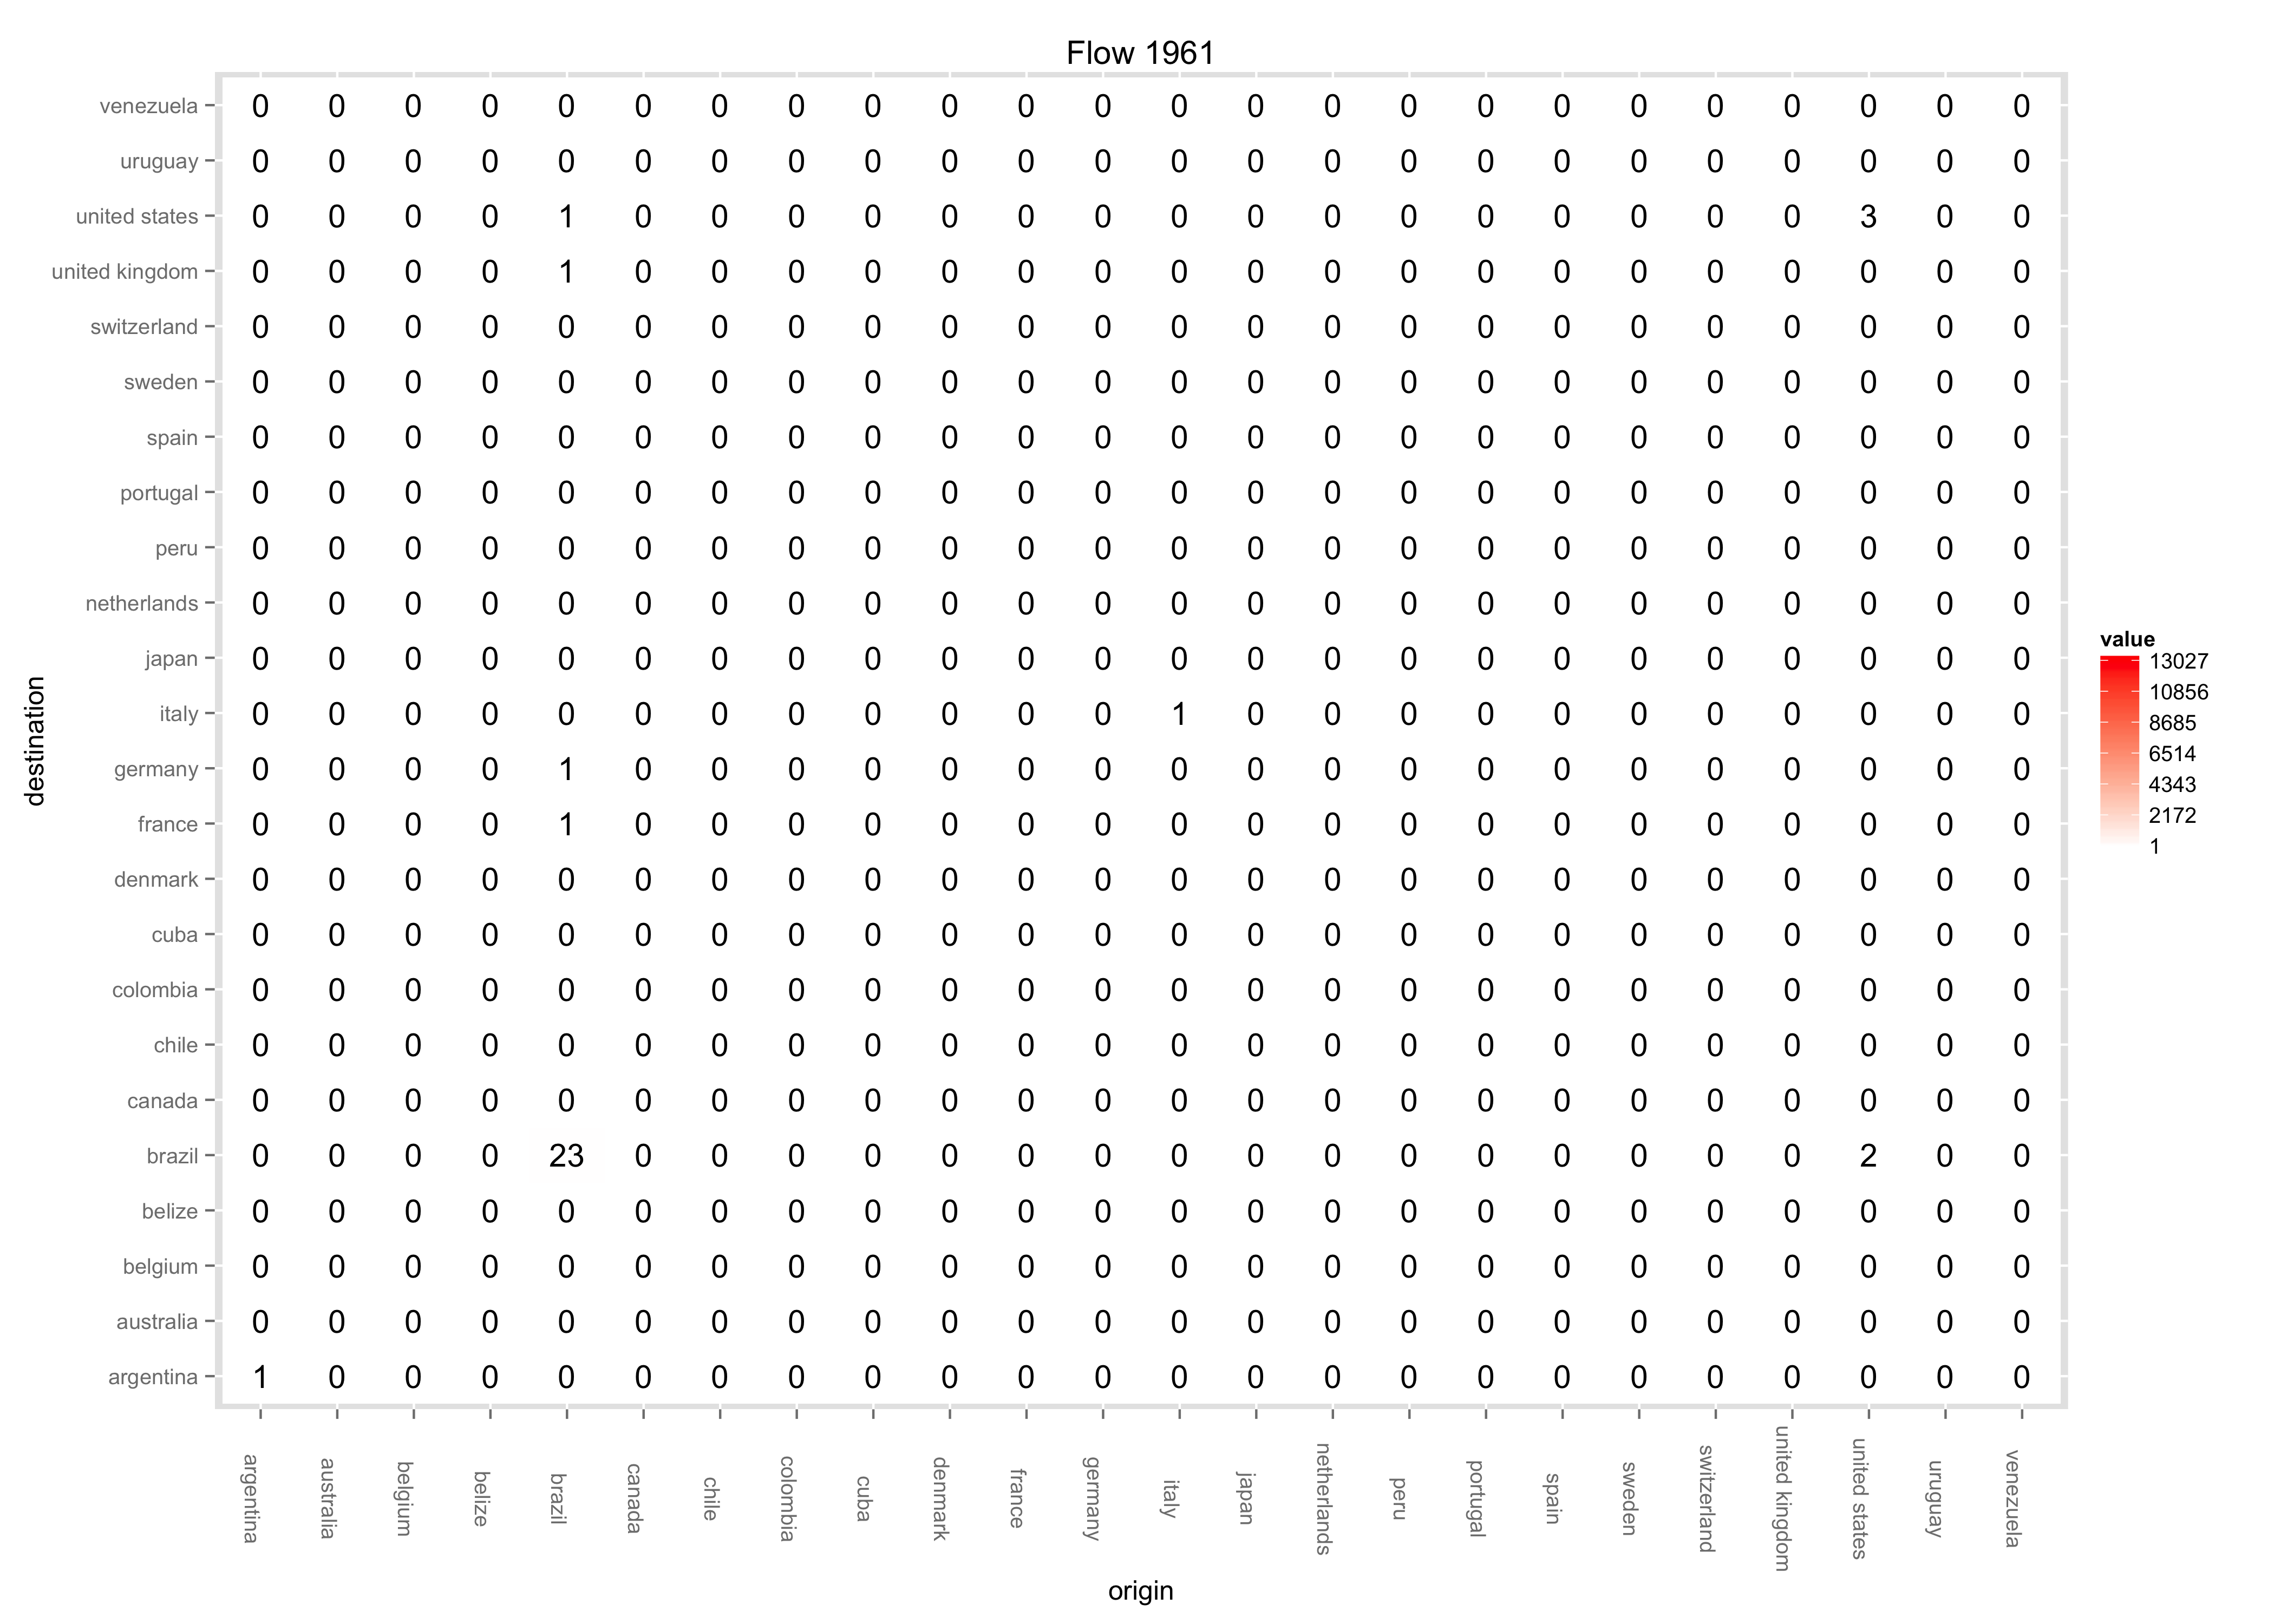 Flow 1961
venezuela 0 0 0 0 0 0 0 0 0 0 0 0 0 0 0 0 0 0 0 0 0 0 0 0
uruguay 0 0 0 0 0 0 0 0 0 0 0 0 0 0 0 0 0 0 0 0 0 0 0 0
united states 0 0 0 0 1 0 0 0 0 0 0 0 0 0 0 0 0 0 0 0 0 3 0 0
united kingdom 0 0 0 0 1 0 0 0 0 0 0 0 0 0 0 0 0 0 0 0 0 0 0 0
switzerland 0 0 0 0 0 0 0 0 0 0 0 0 0 0 0 0 0 0 0 0 0 0 0 0
sweden 0 0 0 0 0 0 0 0 0 0 0 0 0 0 0 0 0 0 0 0 0 0 0 0
spain 0 0 0 0 0 0 0 0 0 0 0 0 0 0 0 0 0 0 0 0 0 0 0 0
portugal 0 0 0 0 0 0 0 0 0 0 0 0 0 0 0 0 0 0 0 0 0 0 0 0
peru 0 0 0 0 0 0 0 0 0 0 0 0 0 0 0 0 0 0 0 0 0 0 0 0
netherlands 0 0 0 0 0 0 0 0 0 0 0 0 0 0 0 0 0 0 0 0 0 0 0 0
japan 0 0 0 0 0 0 0 0 0 0 0 0 0 0 0 0 0 0 0 0 0 0 0 0
italy 0 0 0 0 0 0 0 0 0 0 0 0 1 0 0 0 0 0 0 0 0 0 0 0
germany 0 0 0 0 1 0 0 0 0 0 0 0 0 0 0 0 0 0 0 0 0 0 0 0
france 0 0 0 0 1 0 0 0 0 0 0 0 0 0 0 0 0 0 0 0 0 0 0 0
denmark 0 0 0 0 0 0 0 0 0 0 0 0 0 0 0 0 0 0 0 0 0 0 0 0
cuba 0 0 0 0 0 0 0 0 0 0 0 0 0 0 0 0 0 0 0 0 0 0 0 0
colombia 0 0 0 0 0 0 0 0 0 0 0 0 0 0 0 0 0 0 0 0 0 0 0 0
chile 0 0 0 0 0 0 0 0 0 0 0 0 0 0 0 0 0 0 0 0 0 0 0 0
canada 0 0 0 0 0 0 0 0 0 0 0 0 0 0 0 0 0 0 0 0 0 0 0 0
brazil 0 0 0 0 23 0 0 0 0 0 0 0 0 0 0 0 0 0 0 0 0 2 0 0
belize 0 0 0 0 0 0 0 0 0 0 0 0 0 0 0 0 0 0 0 0 0 0 0 0
belgium 0 0 0 0 0 0 0 0 0 0 0 0 0 0 0 0 0 0 0 0 0 0 0 0
australia 0 0 0 0 0 0 0 0 0 0 0 0 0 0 0 0 0 0 0 0 0 0 0 0
argentina 1 0 0 0 0 0 0 0 0 0 0 0 0 0 0 0 0 0 0 0 0 0 0 0
destination
argentina
australia
belgium
belize
brazil
canada
chile
colombia
cuba
denmark
france
germany
italy
japan
netherlands
peru
portugal
spain
sweden
switzerland
united kingdom
united states
uruguay
venezuela
origin
value
13027
10856
8685
6514
4343
2172
1